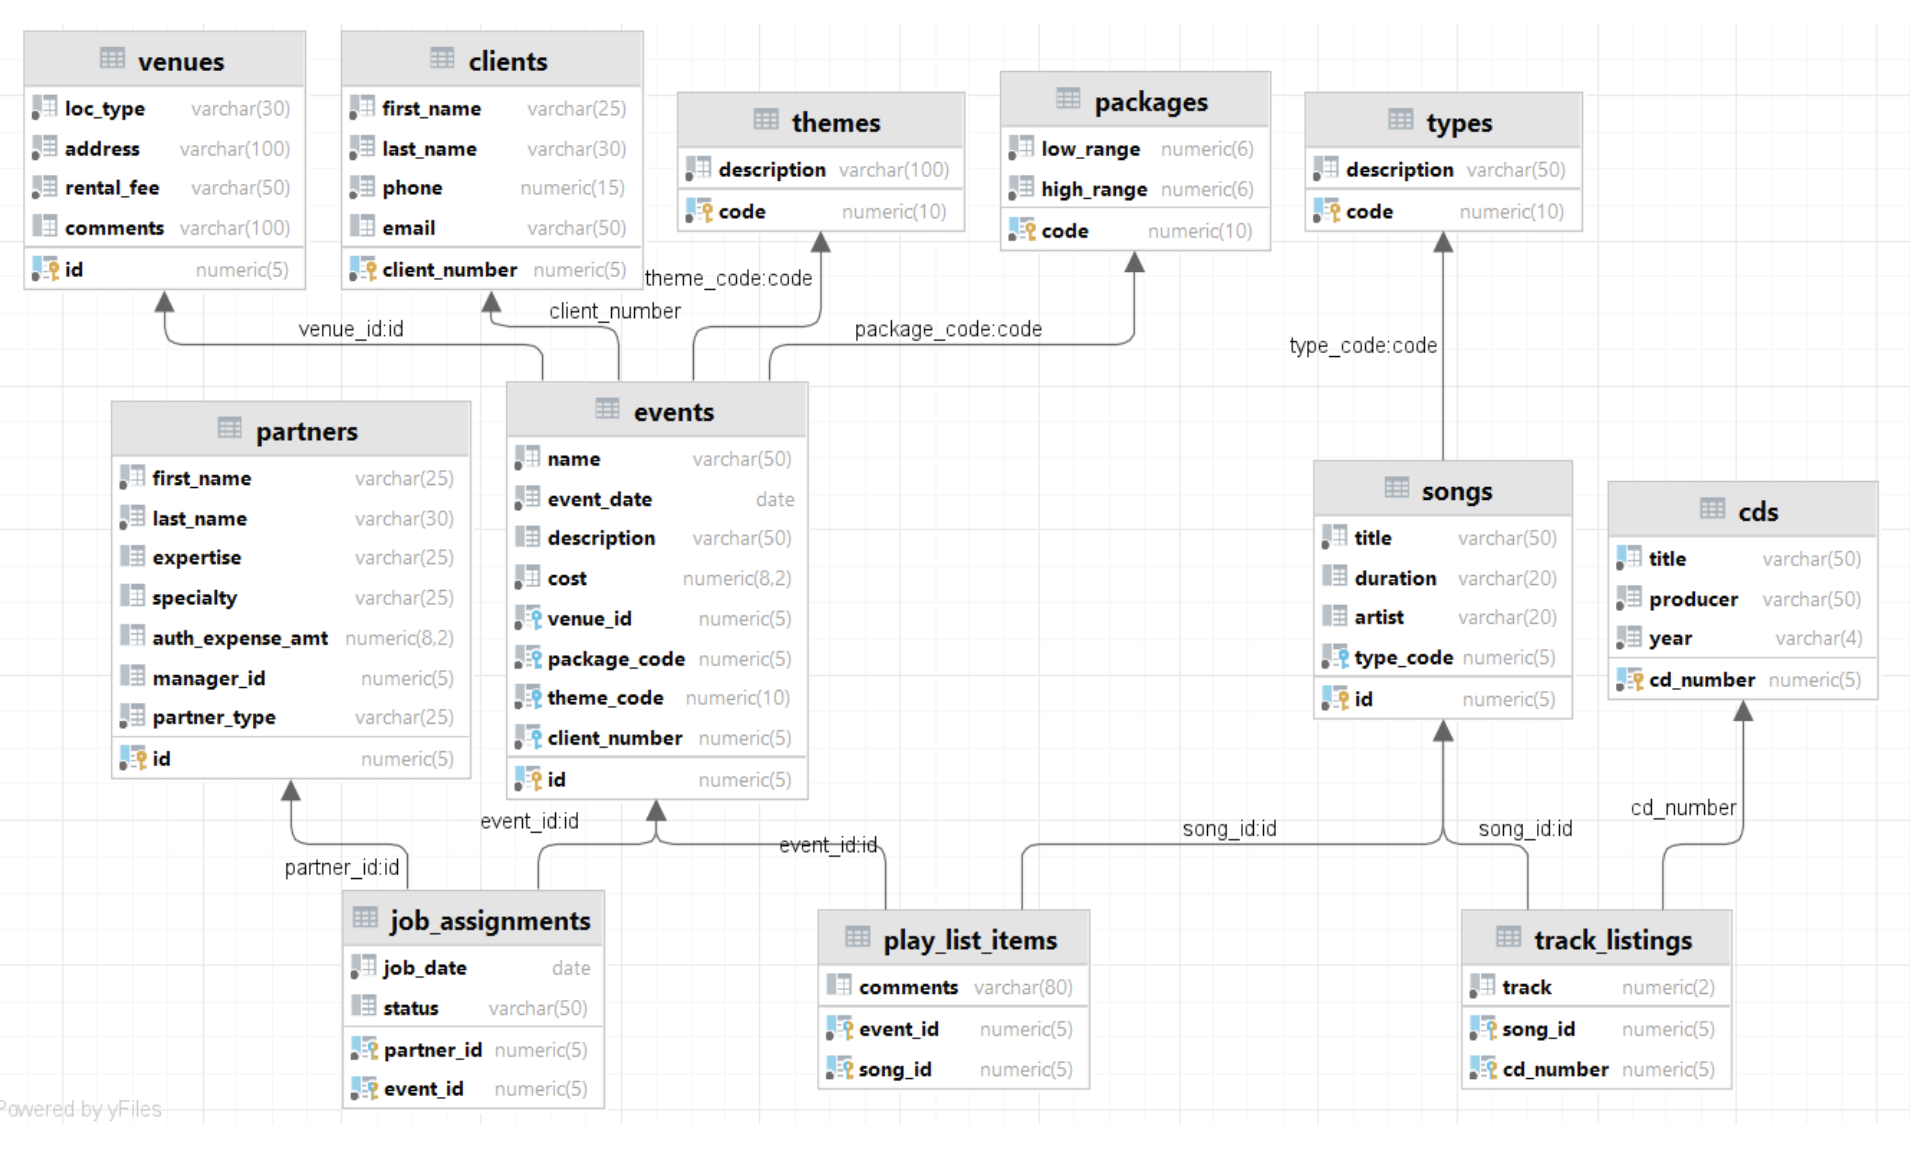 venues
loc_type varchar(30)
address varchar(100)
rental_fee varchar(50)
comments varchar(100)
id numeric(5)
clients
first_name varchar(25)
last_name varchar(30)
phone numeric(15)
email varchar(50)
client_number numeric(5)
themes
description varchar(100)
code numeric(10)
packages
low_range numeric(6)
high_range numeric(6)
code numeric(10)
types
description varchar(50)
code numeric(10)
venue_id:id
client_number
theme_code:code
package_code:code
type_code:code
partners
first_name varchar(25)
last_name varchar(30)
expertise varchar(25)
specialty varchar(25)
auth_expense_amt numeric(8,2)
manager_id numeric(5)
partner_type varchar(25)
id numeric(5)
events
name varchar(50)
event_date date
description varchar(50)
cost numeric(8,2)
venue_id numeric(5)
package_code numeric(5)
theme_code numeric(10)
client_number numeric(5)
id numeric(5)
songs
title varchar(50)
duration varchar(20)
artist varchar(20)
type_code numeric(5)
id numeric(5)
cds
title varchar(50)
producer varchar(50)
year varchar(4)
cd_number numeric(5)
partner_id:id
event_id:id
event_id:id
song_id:id
song_id:id
cd_number
job_assignments
job_date date
status varchar(50)
partner_id numeric(5)
event_id numeric(5)
play_list_items
comments varchar(80)
event_id numeric(5)
song_id numeric(5)
track_listings
track numeric(2)
song_id numeric(5)
cd_number numeric(5)
Powered by yFiles